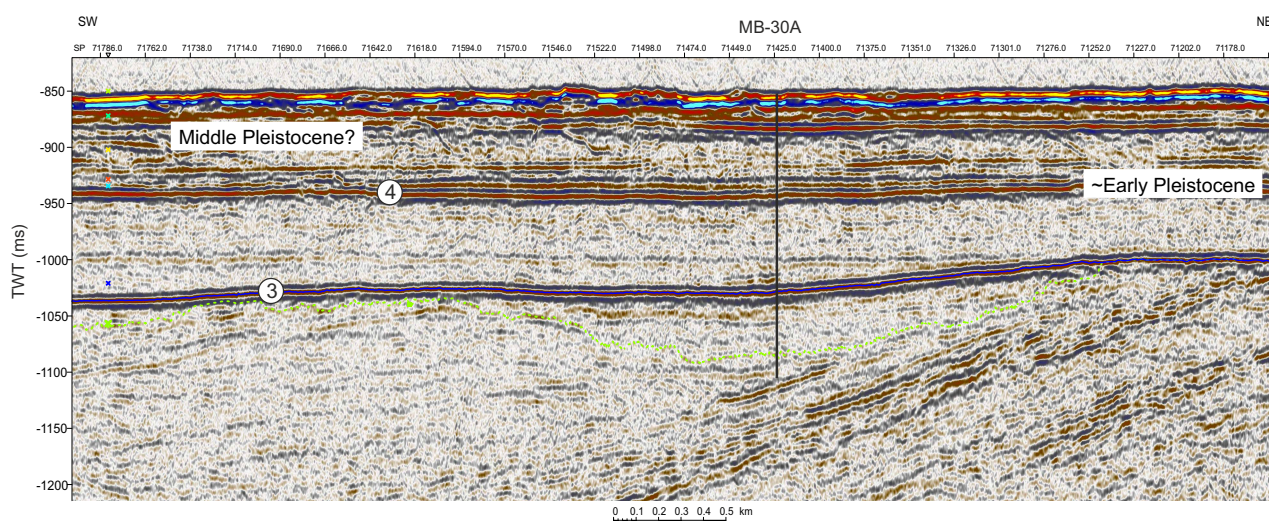 SW
MB-30A
NE
SP 71786.0 71762.0 71738.0 71714.0 71690.0 71666.0 71642.0 71618.0 71594.0 71570.0 71546.0 71522.0 71498.0 71474.0 71449.0 71425.0 71400.0 71375.0 71351.0 71326.0 71301.0 71276.0 71252.0 71227.0 71202.0 71178.0
-850
Middle Pleistocene?
-900
4
~Early Pleistocene
-950
TWT (ms)
-1000
3
-1050
-1100
-1150
-1200
0 0.1 0.2 0.3 0.4 0.5 km